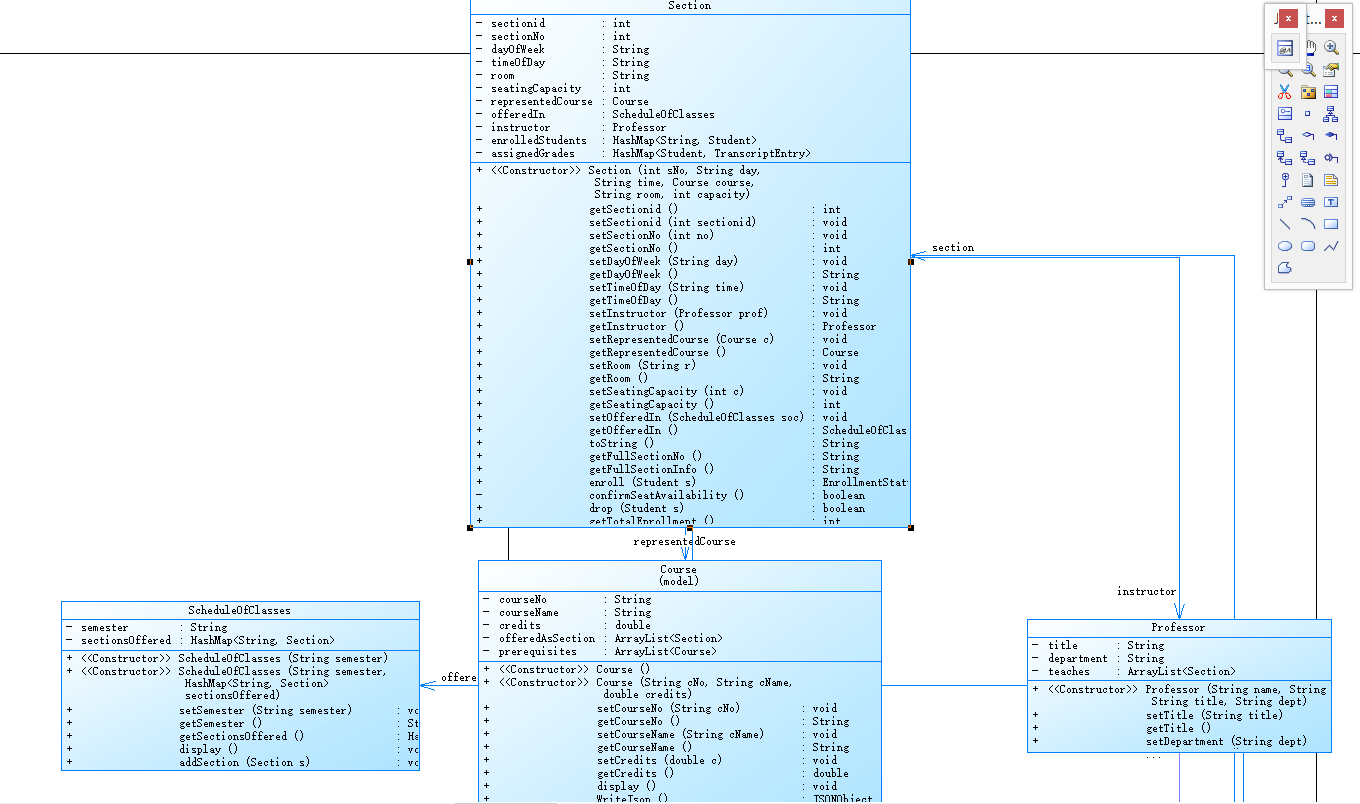 Section
- sectionid : int
- sectionNo : int
- dayOfWeek : String
- timeOfDay : String
- room : String
- seatingCapacity : int
- representedCourse : Course
- offeredIn : ScheduleOfClasses
- instructor : Professor
- enrolledStudents : HashMap<String, Student>
- assignedGrades : HashMap<Student, TranscriptEntry>
+ <<Constructor>> Section (int sNo, String day,
String time, Course course,
String room, int capacity)
+ getSectionid () : int
+ setSectionid (int sectionid) : void
+ setSectionNo (int no) : void
+ getSectionNo () : int
+ setDayOfWeek (String day) : void
+ getDayOfWeek () : String
+ setTimeOfDay (String time) : void
+ getTimeOfDay () : String
+ setInstructor (Professor prof) : void
+ getInstructor () : Professor
+ setRepresentedCourse (Course c) : void
+ getRepresentedCourse () : Course
+ setRoom (String r) : void
+ getRoom () : String
+ setSeatingCapacity (int c) : void
+ getSeatingCapacity () : int
+ setOfferedIn (ScheduleOfClasses soc) : void
+ getOfferedIn () : ScheduleOfClas
+ toString () : String
+ getFullSectionNo () : String
+ getFullSectionInfo () : String
+ enroll (Student s) : EnrollmentStat
- confirmSeatAvailability () : boolean
+ drop (Student s) : boolean
+ getTotalEnrollment () : int
section
representedCourse
instructor
offere
Course
(model)
- courseNo : String
- courseName : String
- credits : double
- offeredAsSection : ArrayList<Section>
- prerequisites : ArrayList<Course>
+ <<Constructor>> Course ()
+ <<Constructor>> Course (String cNo, String cName,
double credits)
+ setCourseNo (String cNo) : void
+ getCourseNo () : String
+ setCourseName (String cName) : void
+ getCourseName () : String
+ setCredits (double c) : void
+ getCredits () : double
+ display () : void
+ WriteJson () : JSONObject
ScheduleOfClasses
- semester : String
- sectionsOffered : HashMap<String, Section>
+ <<Constructor>> ScheduleOfClasses (String semester)
+ <<Constructor>> ScheduleOfClasses (String semester,
HashMap<String, Section>
sectionsOffered)
+ setSemester (String semester) : vo
+ getSemester () : St
+ getSectionsOffered () : Ha
+ display () : vo
+ addSection (Section s) : vo
Professor
- title : String
- department : String
- teaches : ArrayList<Section>
+ <<Constructor>> Professor (String name, String
String title, String dept)
+ setTitle (String title)
+ getTitle ()
+ setDepartment (String dept)
...